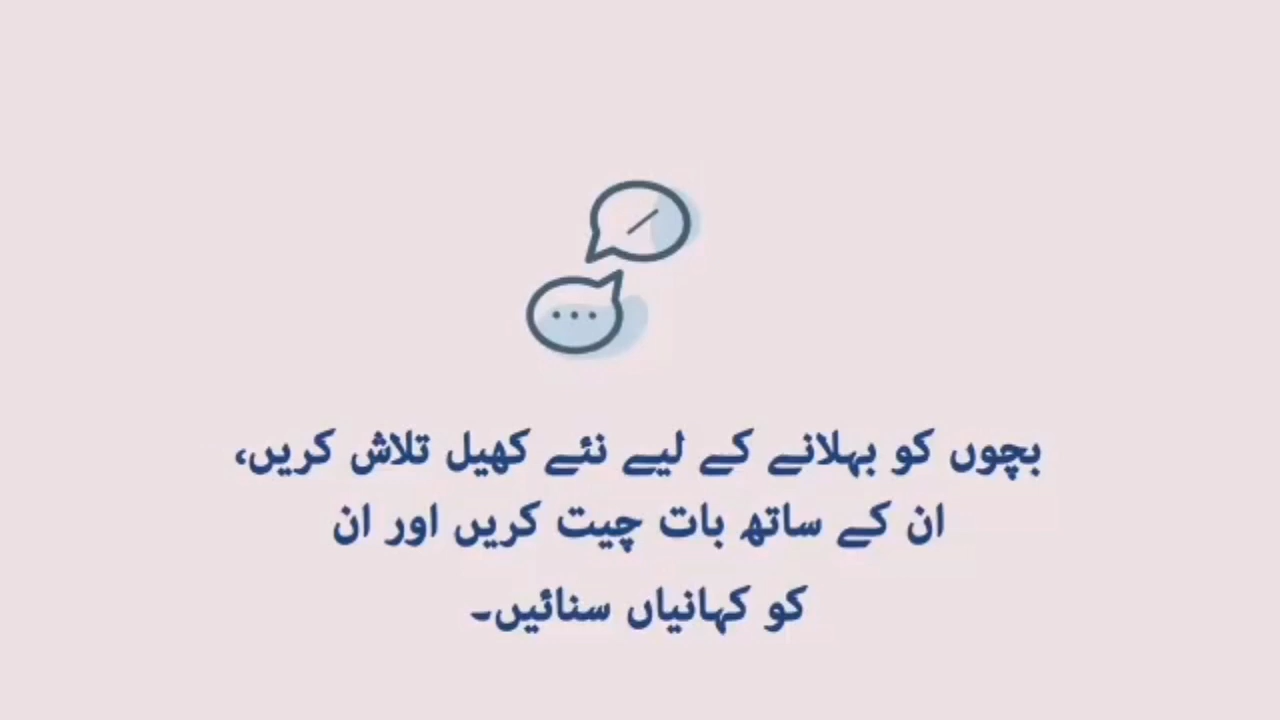 بچوں کو بہلانے کے لیے نئے کھیل تلاش کریں،
ان کے ساتھ بات چیت کریں اور ان
کو کہانیاں سنائیں۔